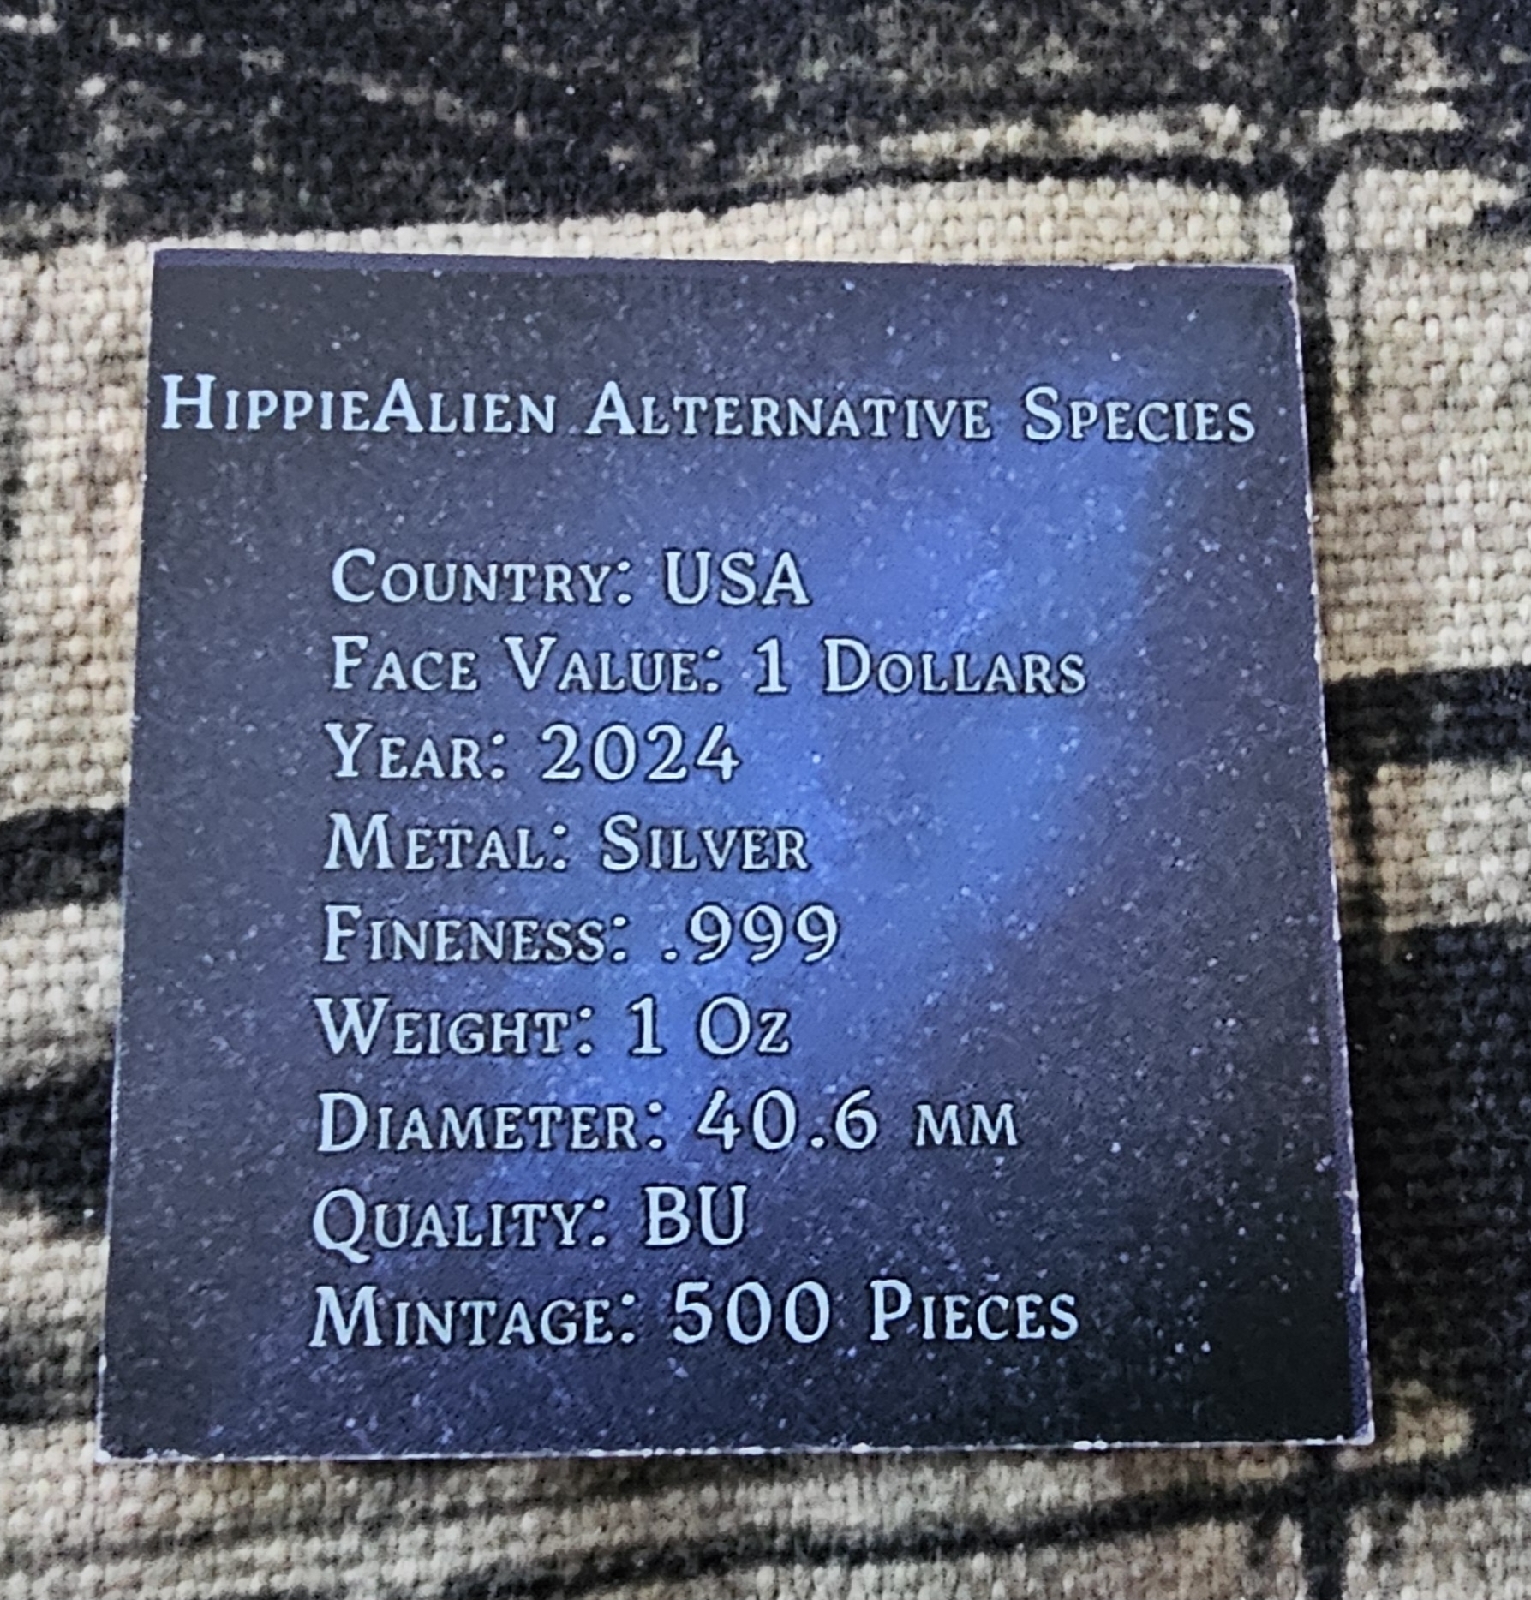 HippieAlien Alternative Species
Country: USA
Face Value: 1 Dollars
Year: 2024
Metal: Silver
Fineness: .999
Weight: 1 Oz
Diameter: 40.6 mm
Quality: BU
Mintage: 500 Pieces